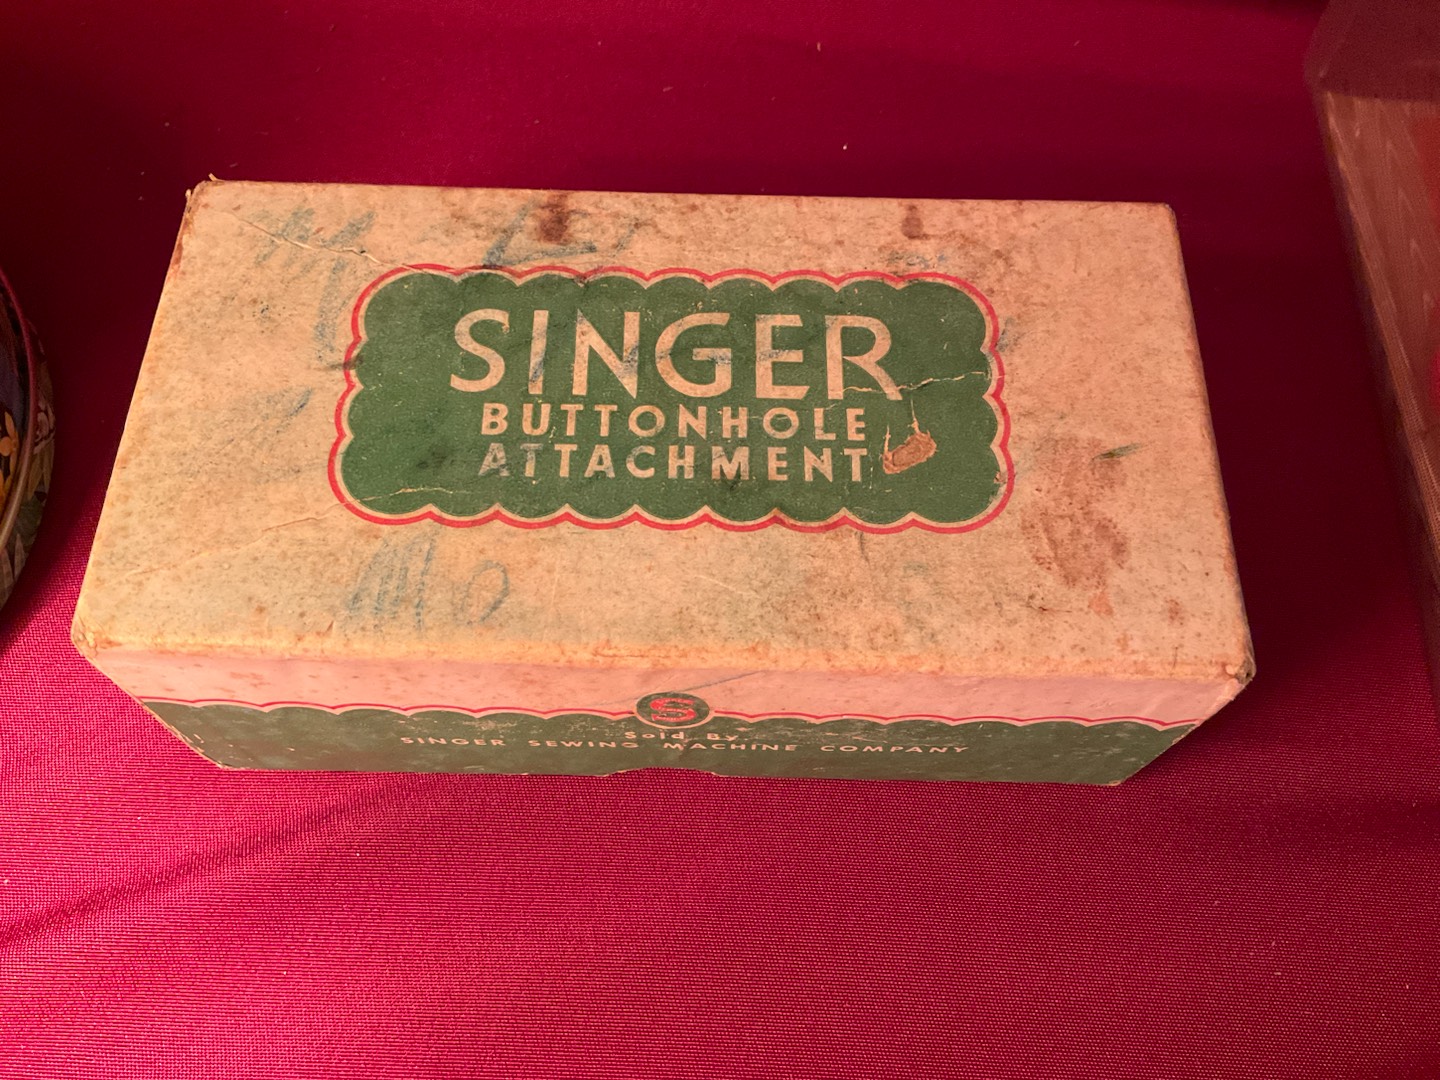 SINGER
BUTTONHOLE
ATTACHMENT
S
Sold By
SINGER SEWING MACHINE COMPANY